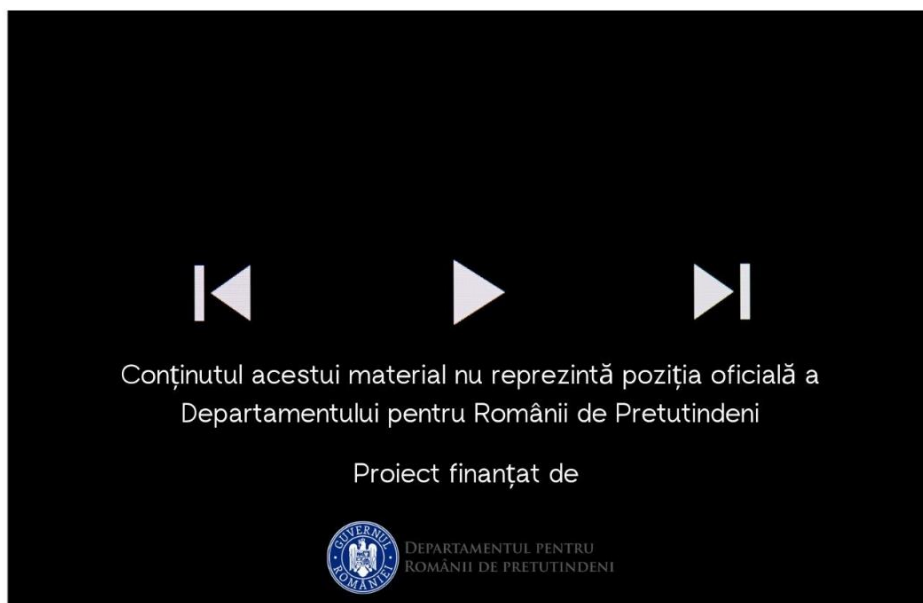 Conținutul acestui material nu reprezintă poziția oficială a
Departamentului pentru Românii de Pretutindeni
Proiect finanțat de
GUVERNUL ROMÂNIEI
DEPARTAMENTUL PENTRU
ROMÂNII DE PRETUTINDENI